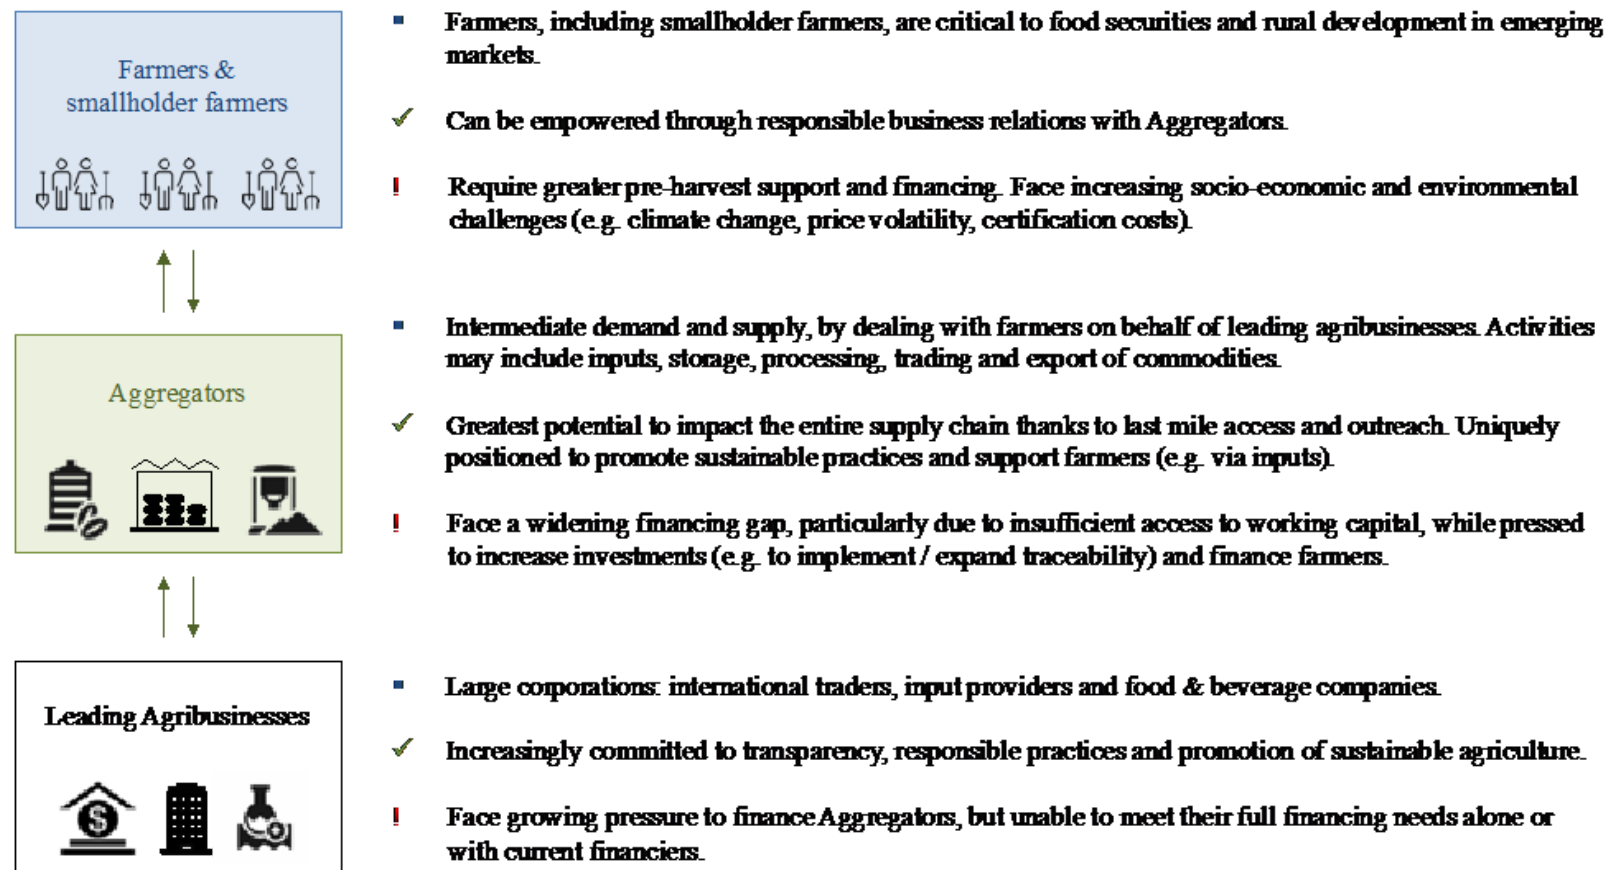 Farmers &
smallholder farmers
Farmers, including smallholder farmers, are critical to food securities and rural development in emerging
markets.
Can be empowered through responsible business relations with Aggregators.
Require greater pre-harvest support and financing. Face increasing socio-economic and environmental
challenges (e.g. climate change, price volatility, certification costs).
Aggregators
Intermediate demand and supply, by dealing with farmers on behalf of leading agribusinesses. Activities
may include inputs, storage, processing, trading and export of commodities.
Greatest potential to impact the entire supply chain thanks to last mile access and outreach. Uniquely
positioned to promote sustainable practices and support farmers (e.g. via inputs).
Face a widening financing gap, particularly due to insufficient access to working capital, while pressed
to increase investments (e.g. to implement / expand traceability) and finance farmers.
Leading Agribusinesses
Large corporations: international traders, input providers and food & beverage companies.
Increasingly committed to transparency, responsible practices and promotion of sustainable agriculture.
Face growing pressure to finance Aggregators, but unable to meet their full financing needs alone or
with current financiers.